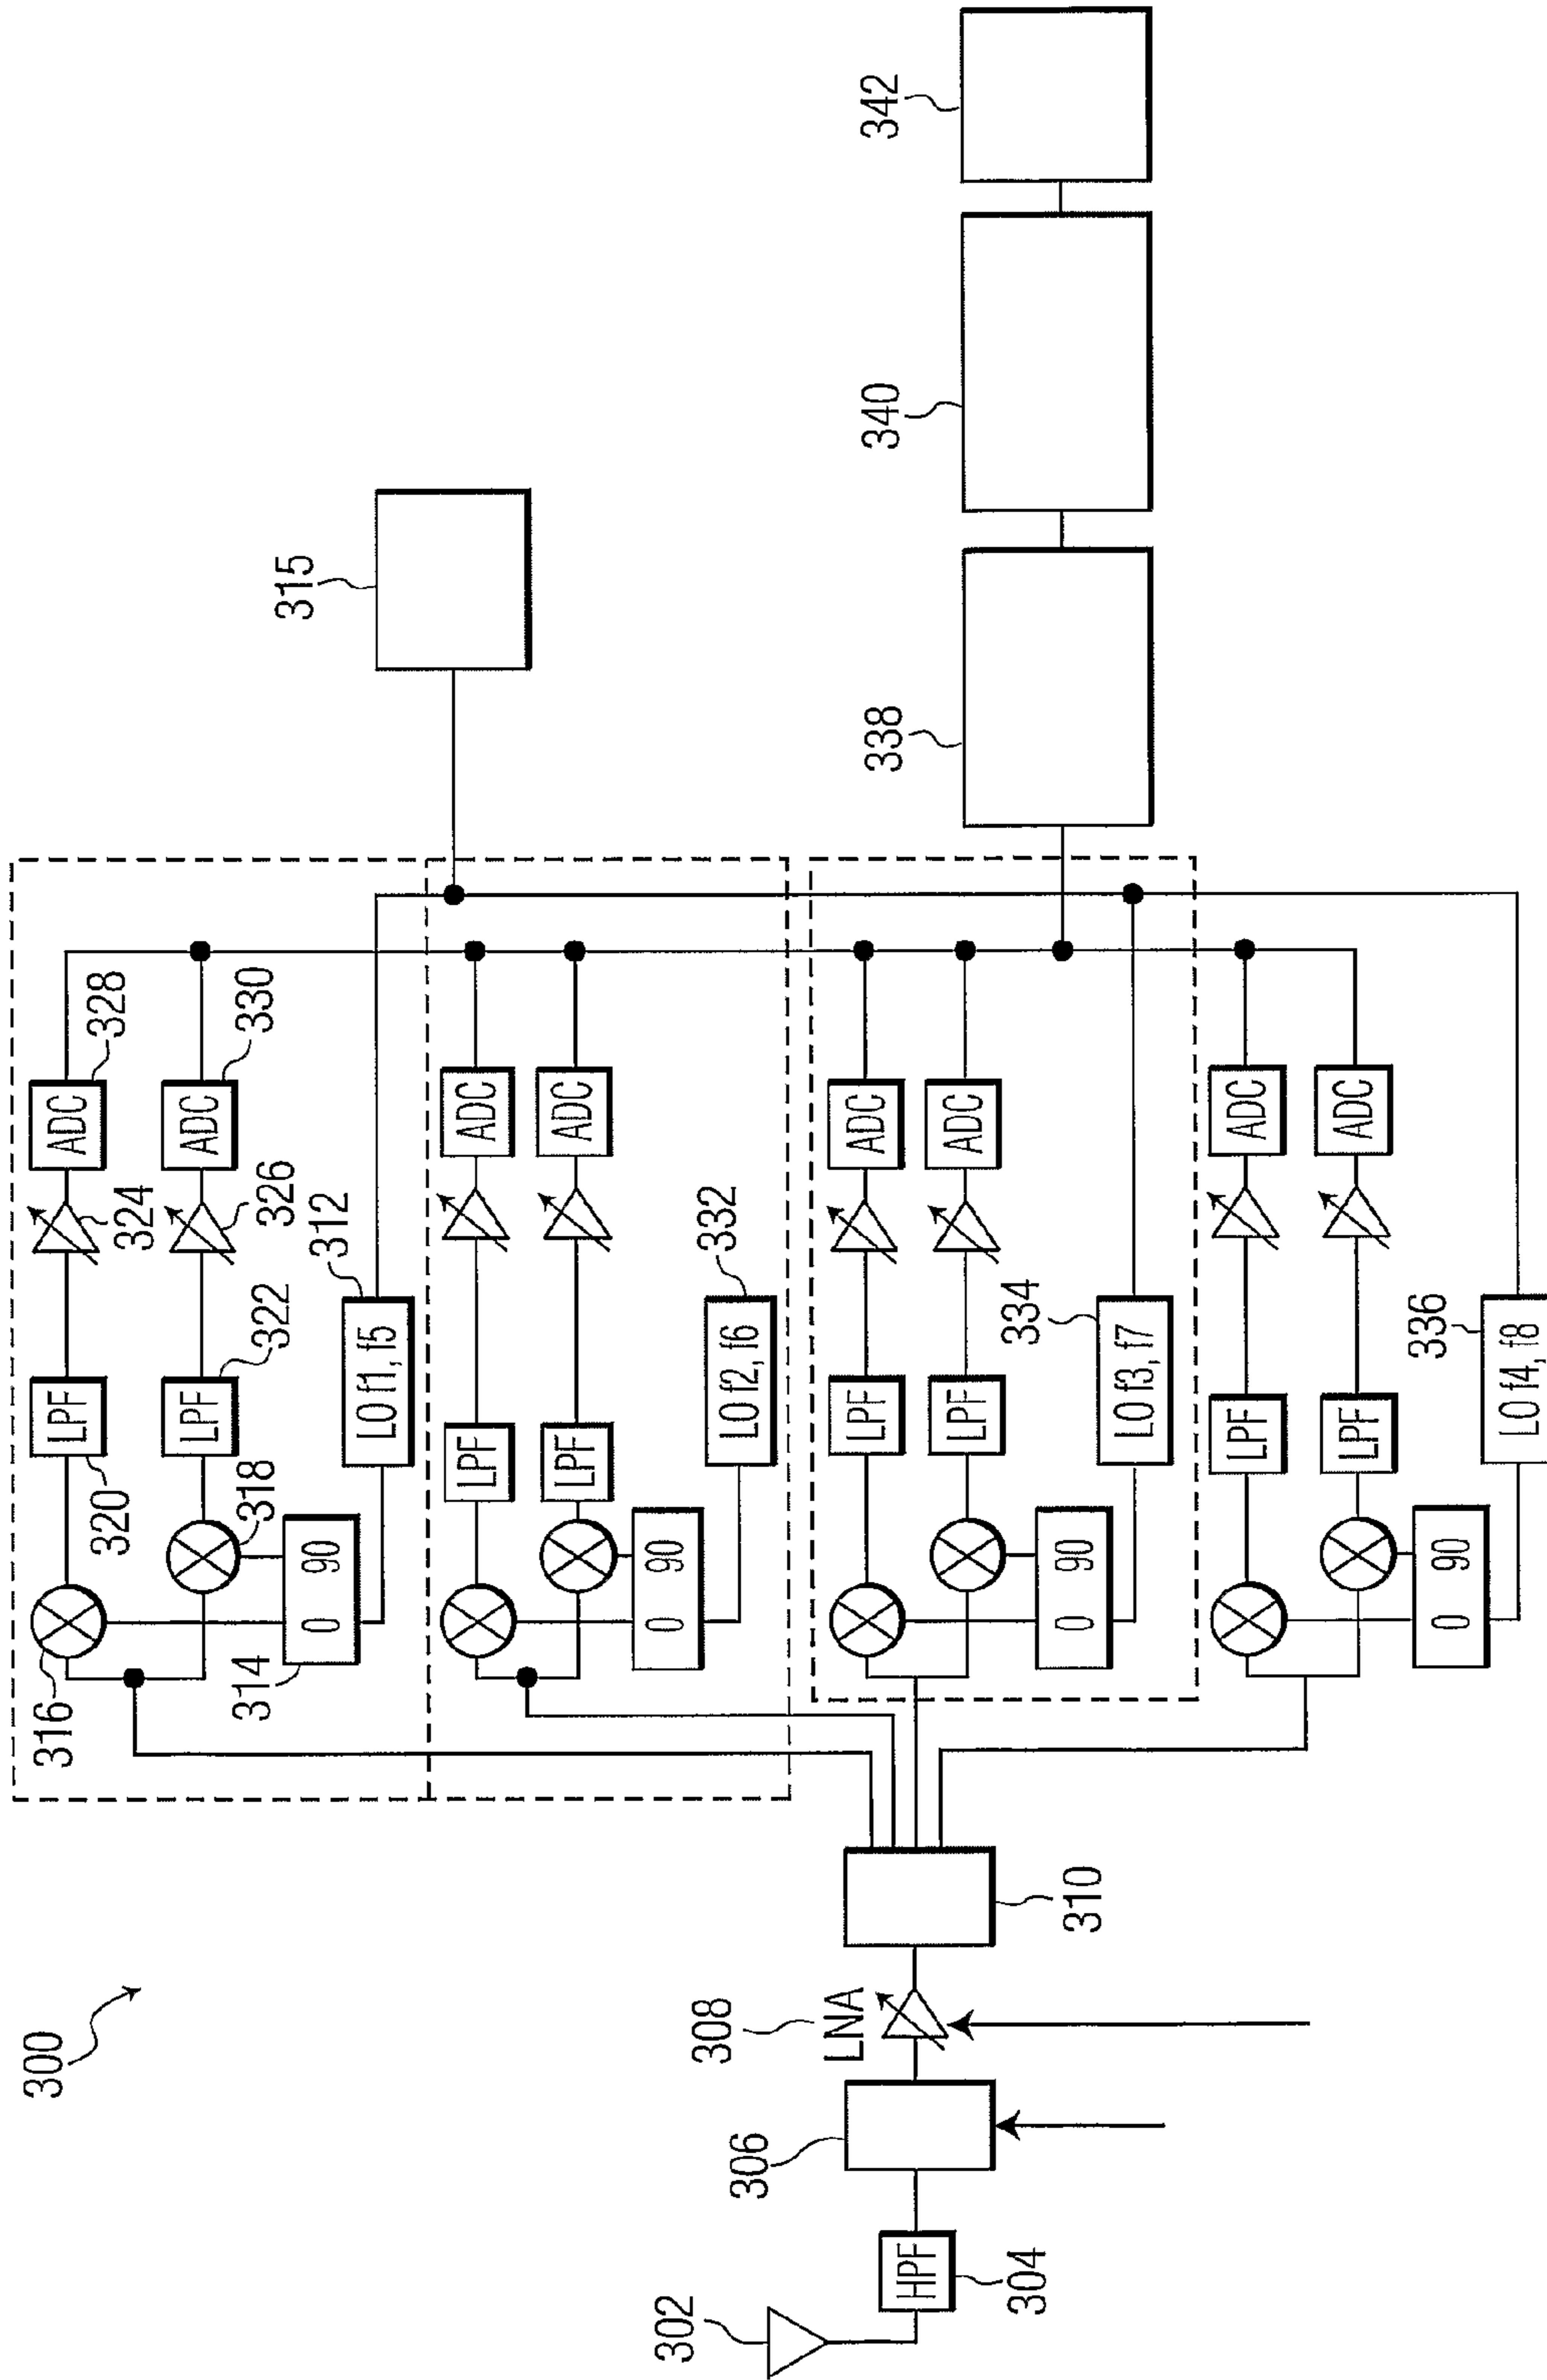 300
302
HPF
304
306
308
LNA
310
316
314
0 90
318
320
LPF
LPF
322
324
326
312
LO f1, f5
ADC
328
ADC
330
315
0 90
LPF
LPF
332
LO f2, f6
ADC
ADC
0 90
LPF
LPF
334
LO f3, f7
ADC
ADC
0 90
LPF
LPF
336
LO f4, f8
ADC
ADC
338
340
342